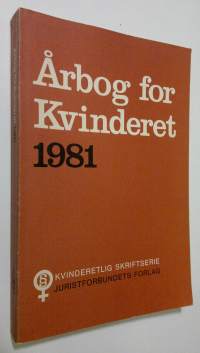 Årbog for
Kvinderet
1981
KVINDERETLIG SKRIFTSERIE
JURISTFORBUNDETS FORLAG